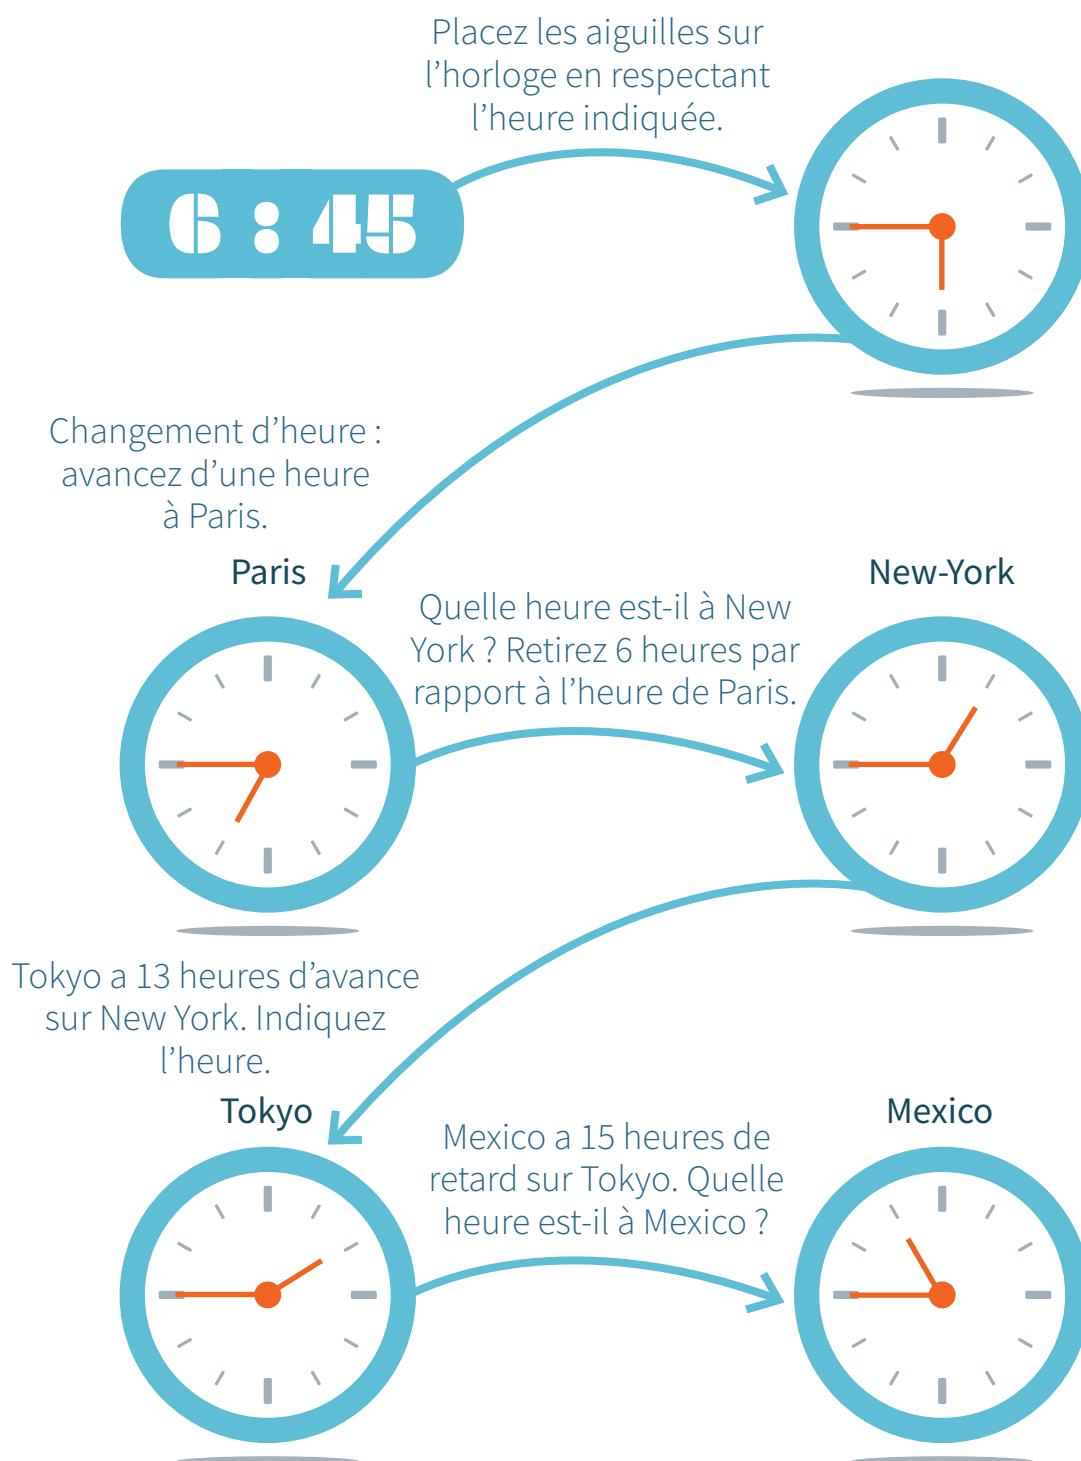 Placez les aiguilles sur
l’horloge en respectant
l’heure indiquée.
6 : 45
Changement d’heure :
avancez d’une heure
à Paris.
Paris
New-York
Quelle heure est-il à New
York ? Retirez 6 heures par
rapport à l’heure de Paris.
Tokyo a 13 heures d’avance
sur New York. Indiquez
l’heure.
Tokyo
Mexico
Mexico a 15 heures de
retard sur Tokyo. Quelle
heure est-il à Mexico ?